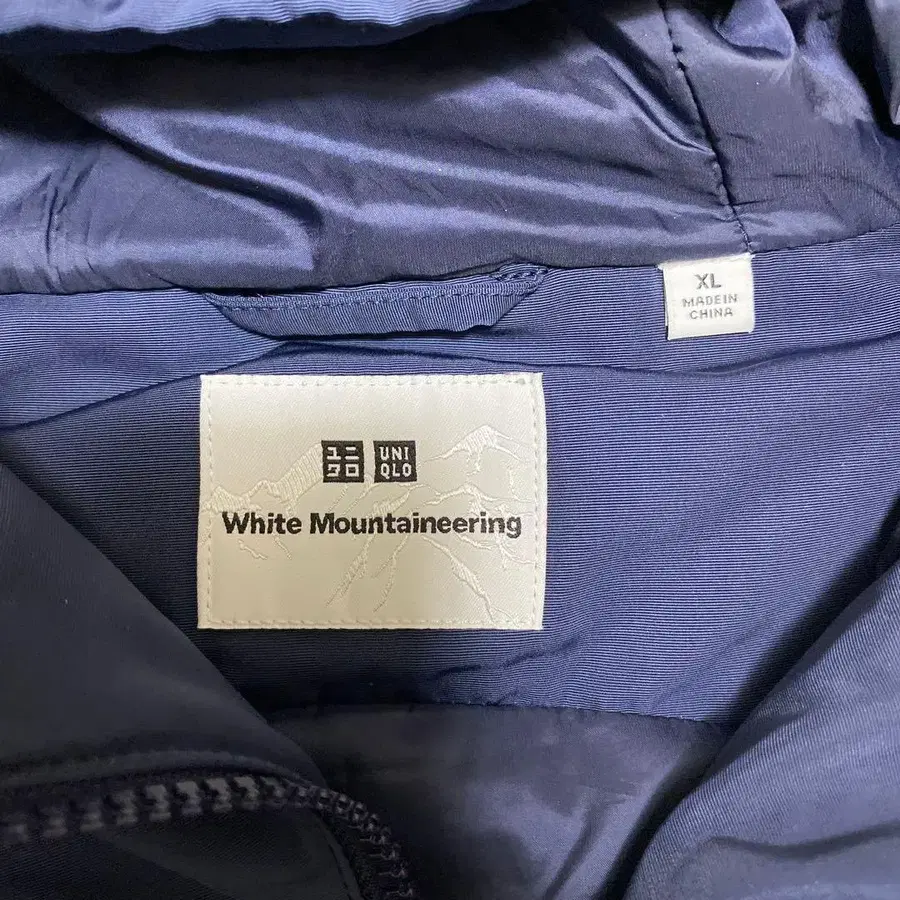 XL
MADE IN
CHINA
ユニ UNI
クロ QLO
White Mountaineering